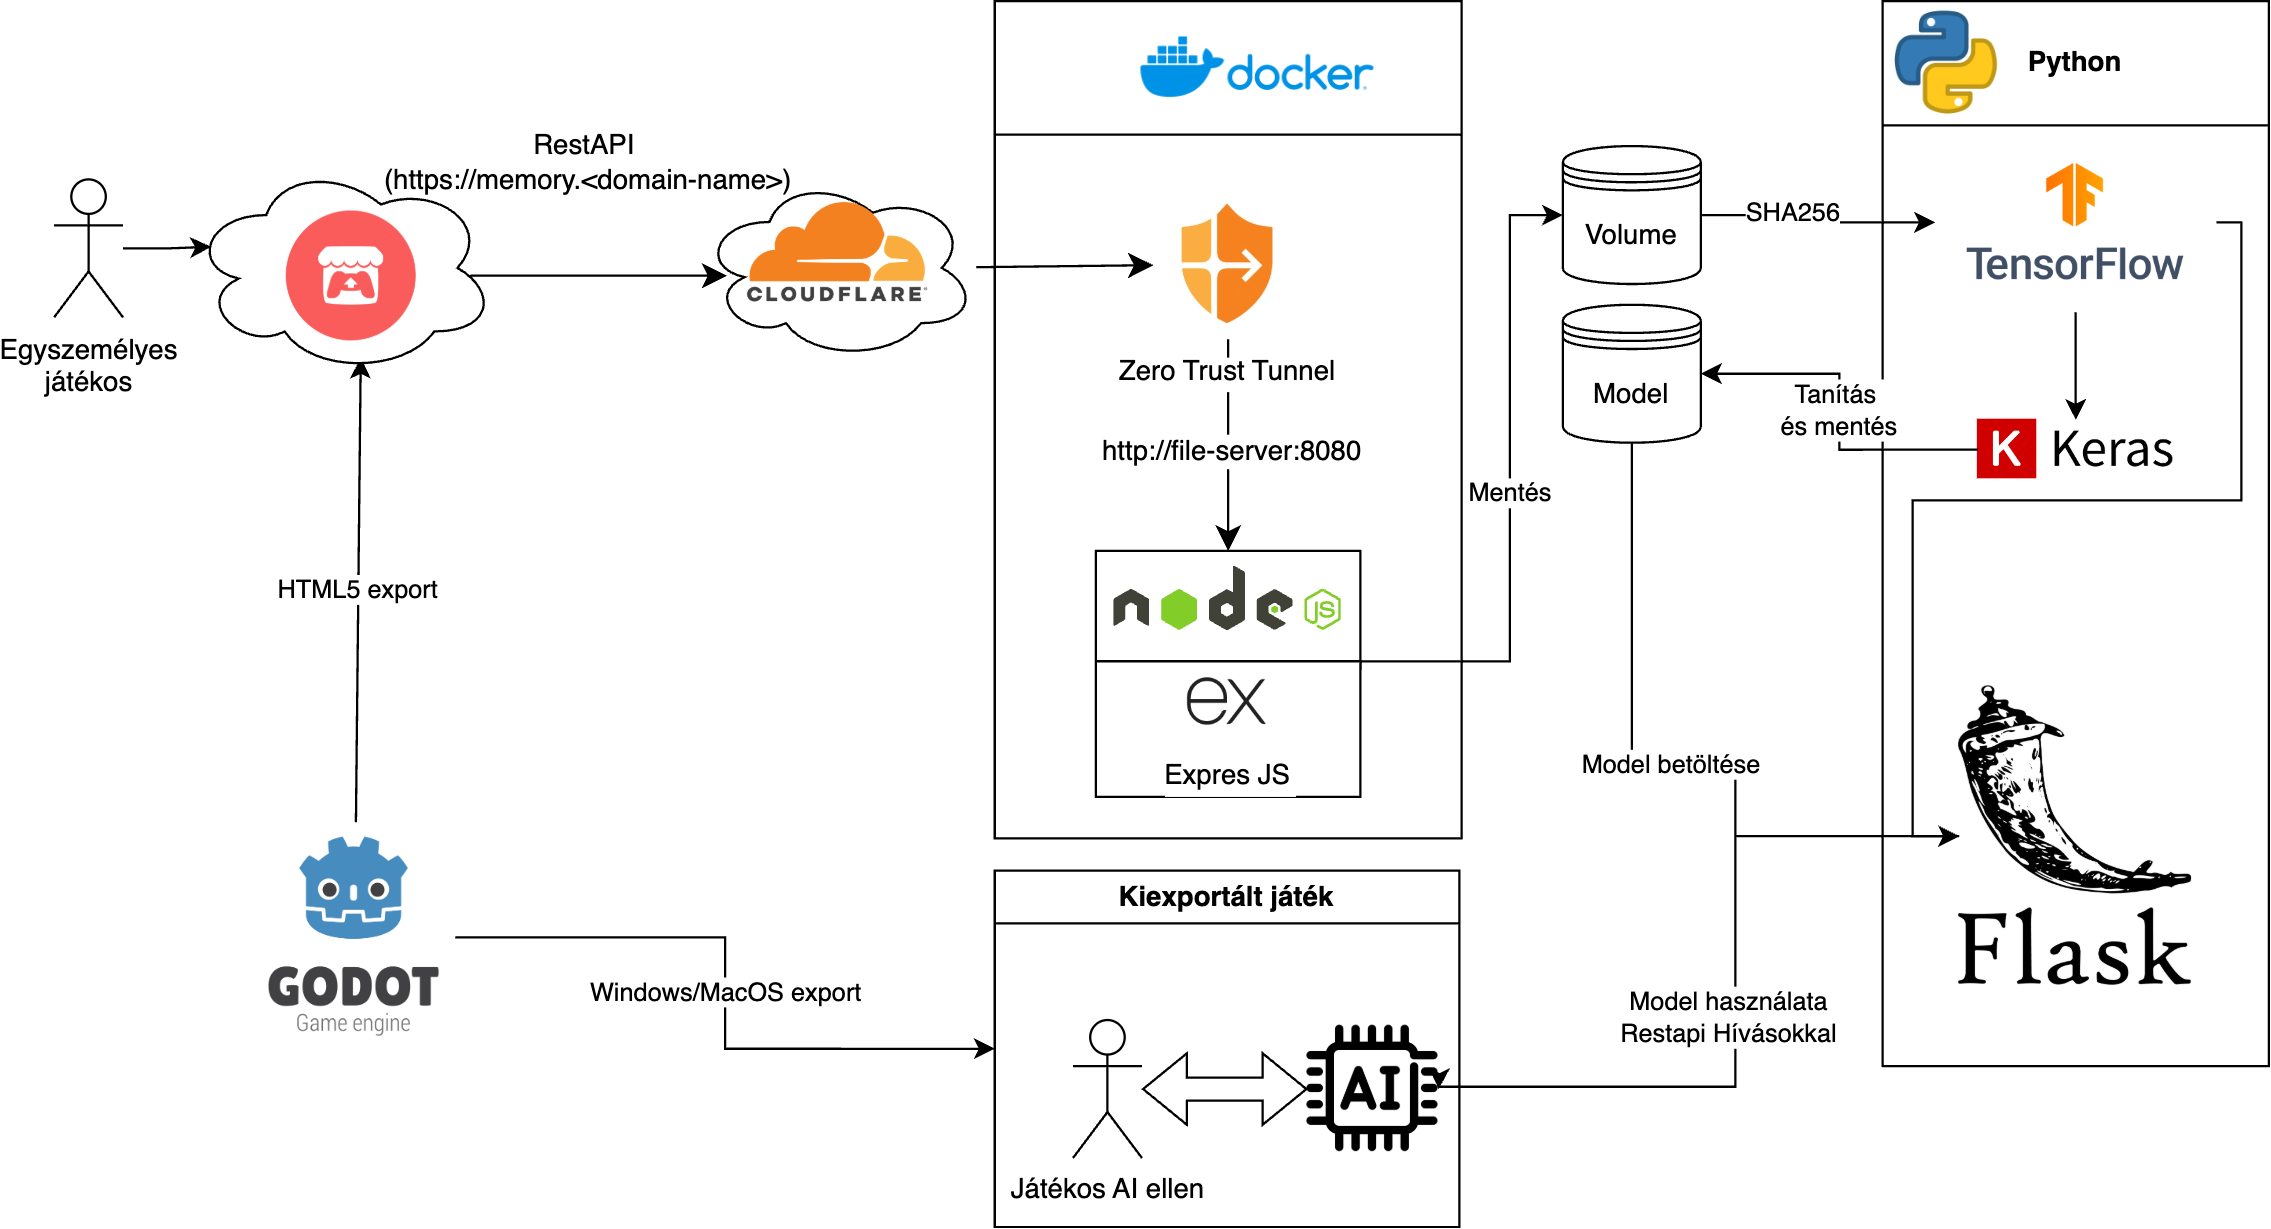 docker
Python
RestAPI
(https://memory.<domain-name>)
Egyszemélyes
játékos
CLOUDFLARE
Zero Trust Tunnel
http://file-server:8080
Volume
SHA256
TF
TensorFlow
Model
Tanítás
és mentés
K Keras
Mentés
HTML5 export
node
JS
ex
Expres JS
Model betöltése
GODOT
Game engine
Windows/MacOS export
Kiexportált játék
AI
Játékos AI ellen
Model használata
Restapi Hívásokkal
Flask